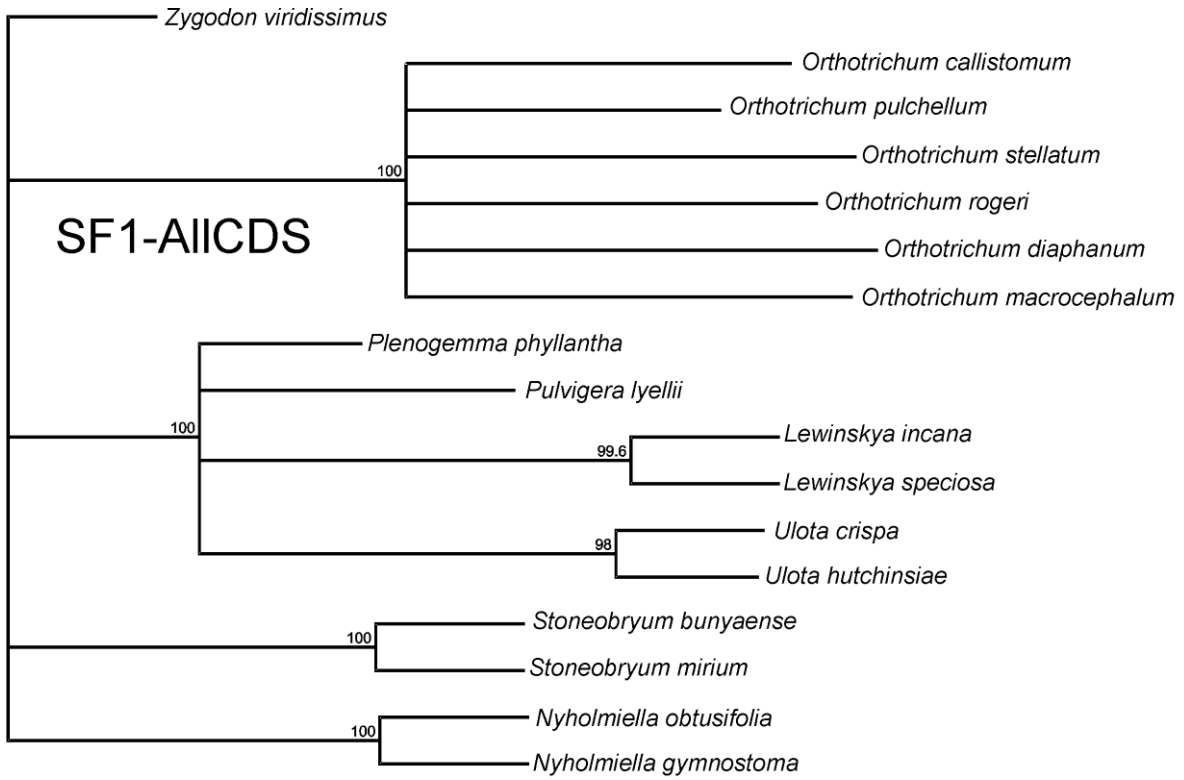 Zygodon viridissimus
Orthotrichum callistomum
Orthotrichum pulchellum
Orthotrichum stellatum
100
Orthotrichum rogeri
SF1-AllCDS
Orthotrichum diaphanum
Orthotrichum macrocephalum
Plenogemma phyllantha
Pulvigera lyellii
100
Lewinskya incana
99.6
Lewinskya speciosa
Ulota crispa
98
Ulota hutchinsiae
Stoneobryum bunyaense
100
Stoneobryum mirium
Nyholmiella obtusifolia
100
Nyholmiella gymnostoma